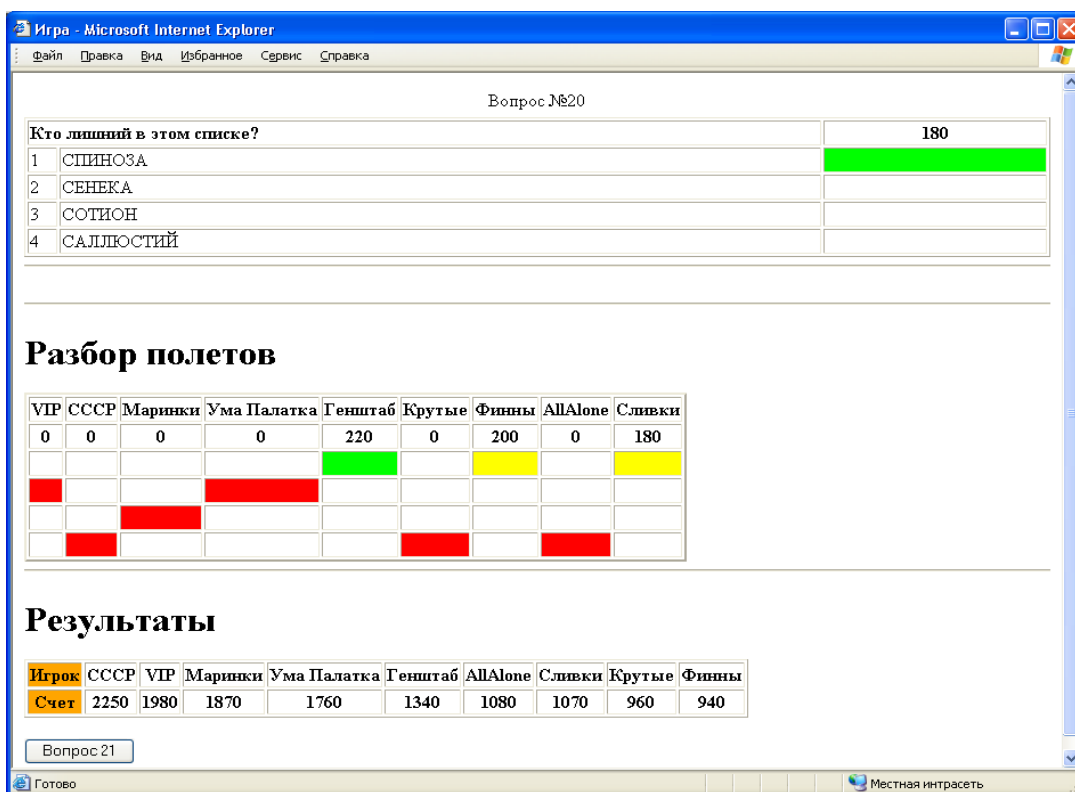 Игра - Microsoft Internet Explorer
Файл Правка Вид Избранное Сервис Справка
Вопрос №20
Кто лишний в этом списке? 180
1 СПИНОЗА
2 СЕНЕКА
3 СОТИОН
4 САЛЛЮСТИЙ
Разбор полетов
VIP СССР Маринки Ума Палатка Генштаб Крутые Финны AllAlone Сливки
0 0 0 0 220 0 200 0 180
Результаты
Игрок СССР VIP Маринки Ума Палатка Генштаб AllAlone Сливки Крутые Финны
Счет 2250 1980 1870 1760 1340 1080 1070 960 940
Вопрос 21
Готово Местная интрасеть